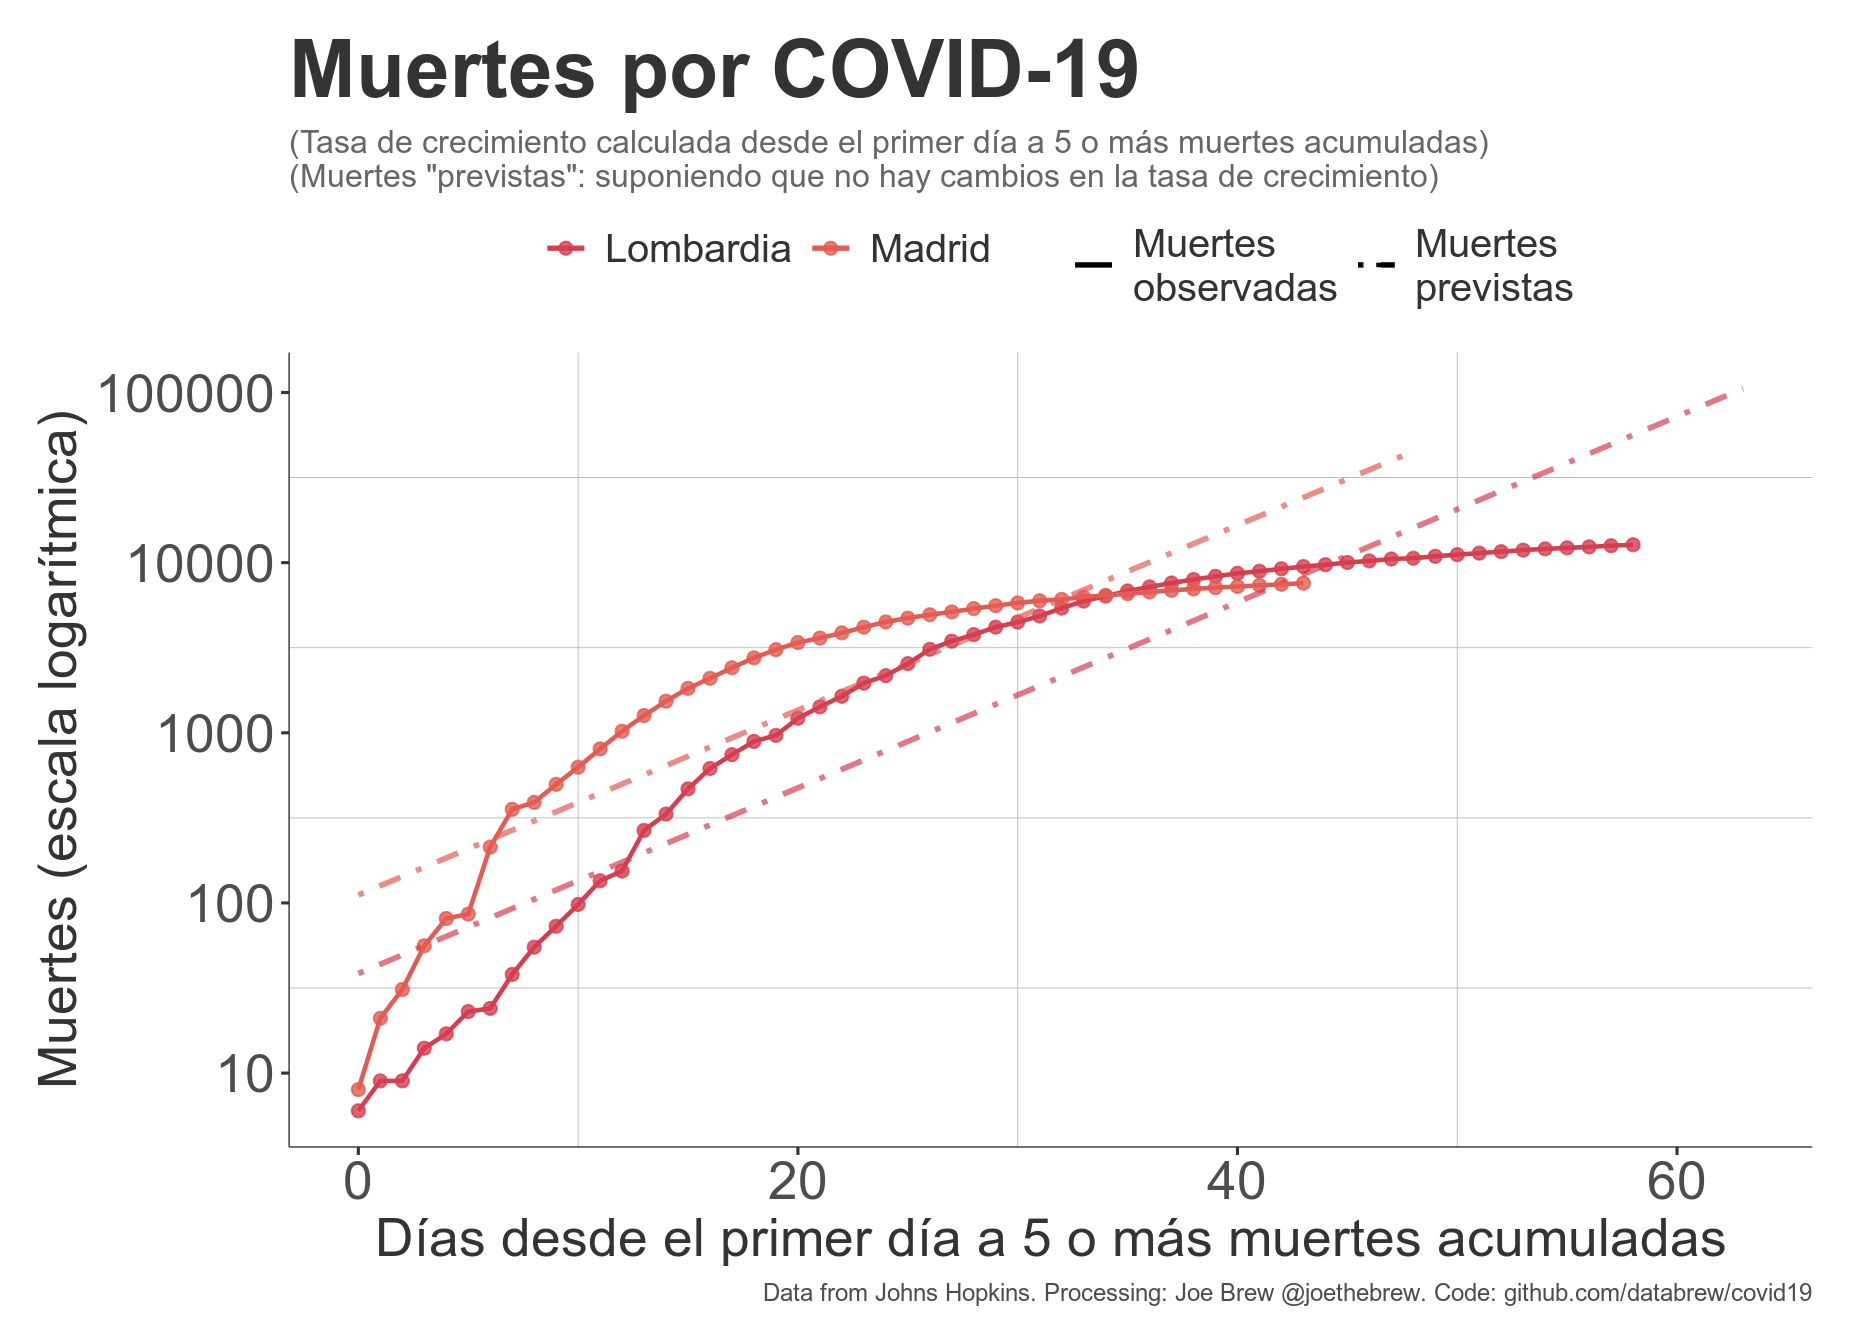 Muertes por COVID-19
(Tasa de crecimiento calculada desde el primer día a 5 o más muertes acumuladas)
(Muertes "previstas": suponiendo que no hay cambios en la tasa de crecimiento)
Lombardia
Madrid
Muertes
observadas
Muertes
previstas
Muertes (escala logarítmica)
100000
10000
1000
100
10
0
20
40
60
Días desde el primer día a 5 o más muertes acumuladas
Data from Johns Hopkins. Processing: Joe Brew @joethebrew. Code: github.com/databrew/covid19